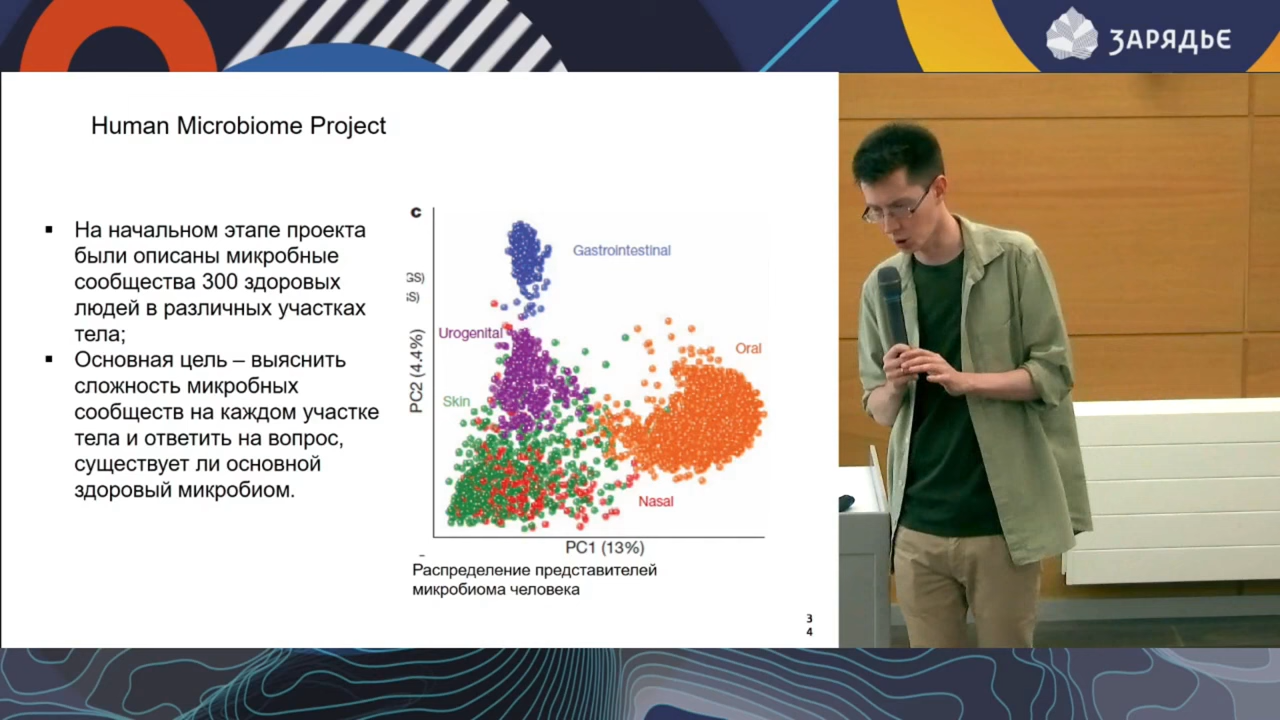 ЗАРЯДЬЕ
Human Microbiome Project
▪ На начальном этапе проекта
были описаны микробные
сообщества 300 здоровых
людей в различных участках
тела;
▪ Основная цель – выяснить
сложность микробных
сообществ на каждом участке
тела и ответить на вопрос,
существует ли основной
здоровый микробиом.
c
Gastrointestinal
GS)
S)
Urogenital
Oral
Skin
Nasal
PC2 (4.4%)
PC1 (13%)
Распределение представителей
микробиома человека
3
4